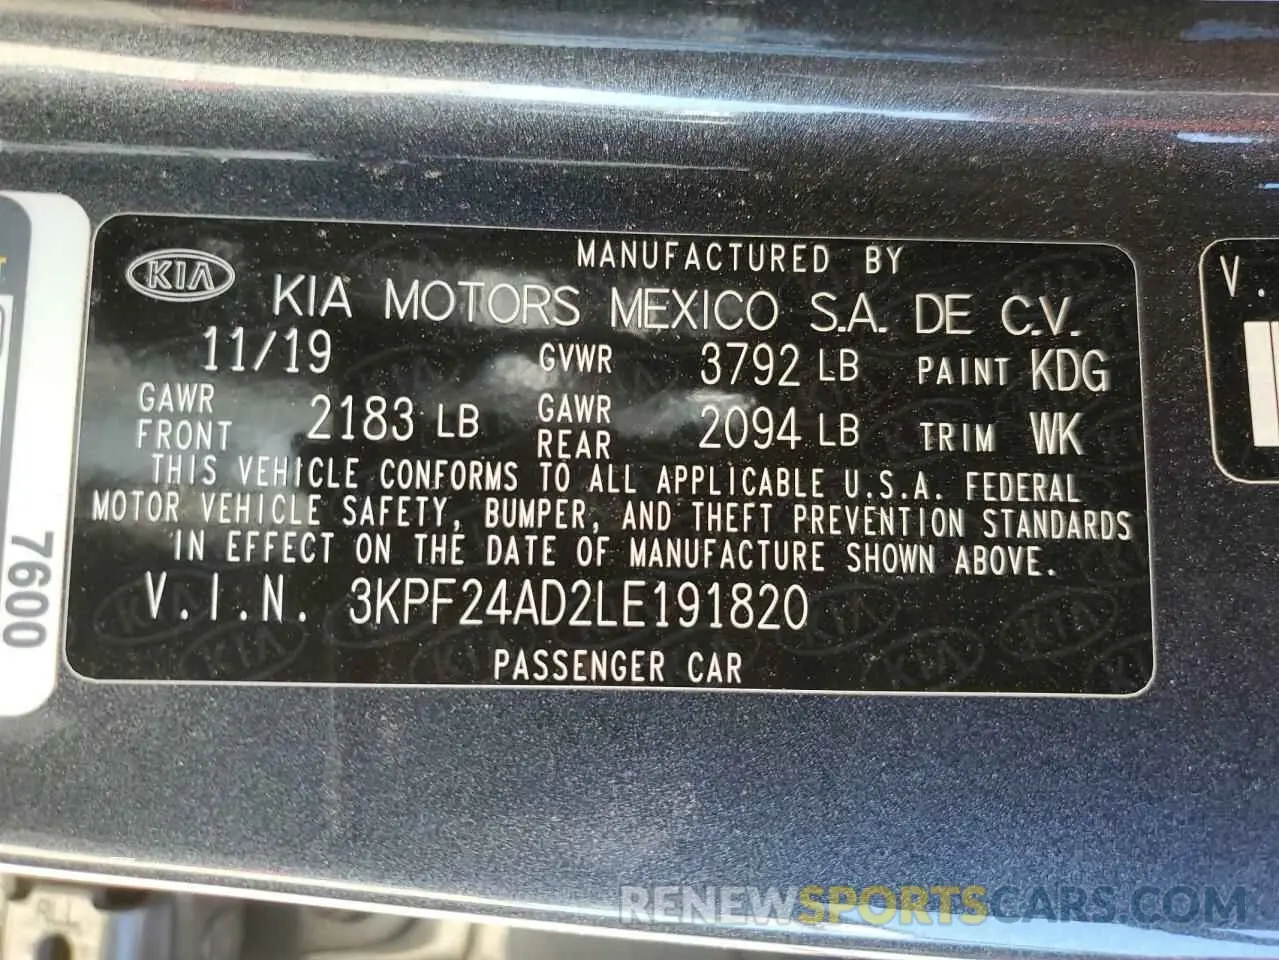 MANUFACTURED BY
KIA KIA MOTORS MEXICO S.A. DE C.V.
11/19 GVWR 3792 LB PAINT KDG
GAWR FRONT 2183 LB GAWR REAR 2094 LB TRIM WK
THIS VEHICLE CONFORMS TO ALL APPLICABLE U.S.A. FEDERAL
MOTOR VEHICLE SAFETY, BUMPER, AND THEFT PREVENTION STANDARDS
IN EFFECT ON THE DATE OF MANUFACTURE SHOWN ABOVE.
V.I.N. 3KPF24AD2LE191820
PASSENGER CAR
7600
V.
RENEWSPORTSCARS.COM